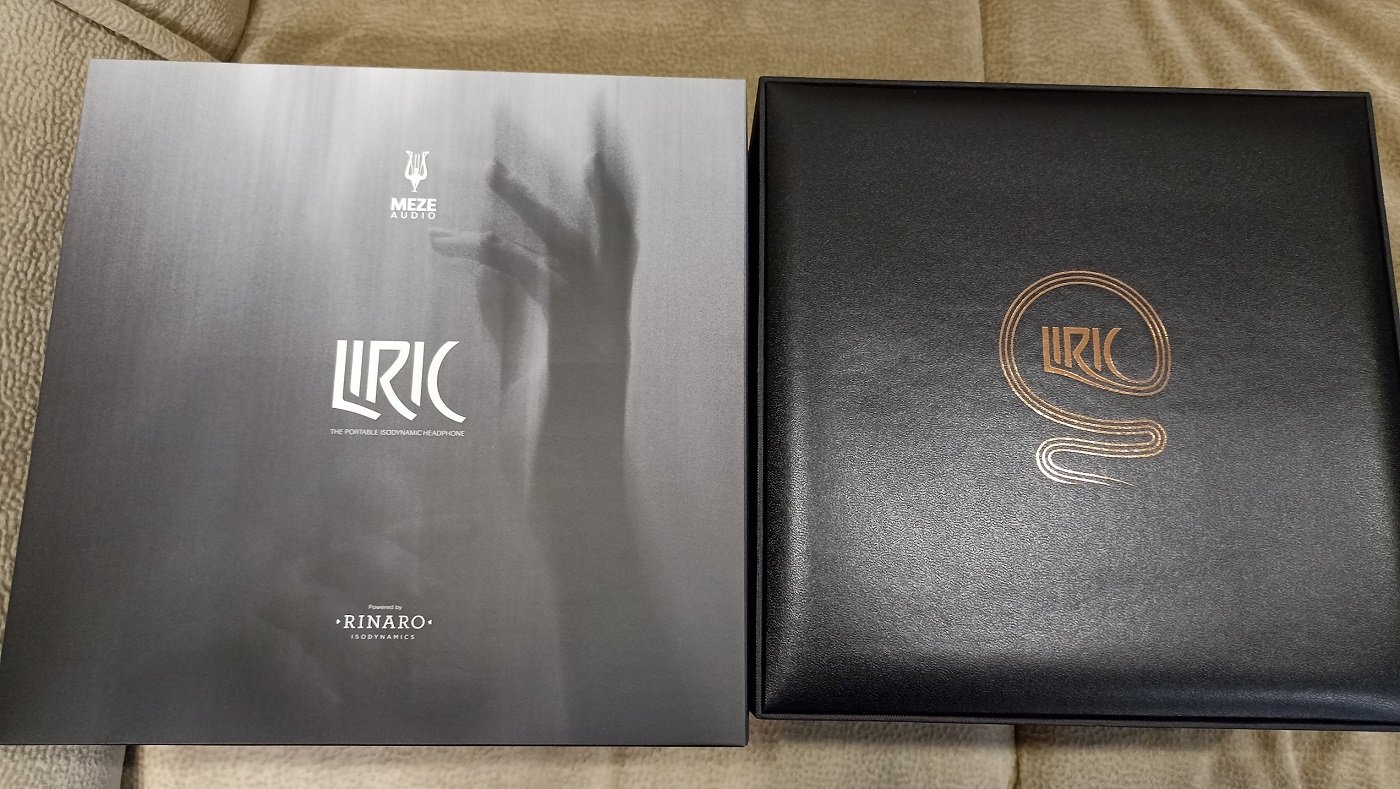 MEZE
AUDIO
LIRIC
THE PORTABLE ISODYNAMIC HEADPHONE
Powered by
·RINARO·
ISODYNAMICS
LIRIC